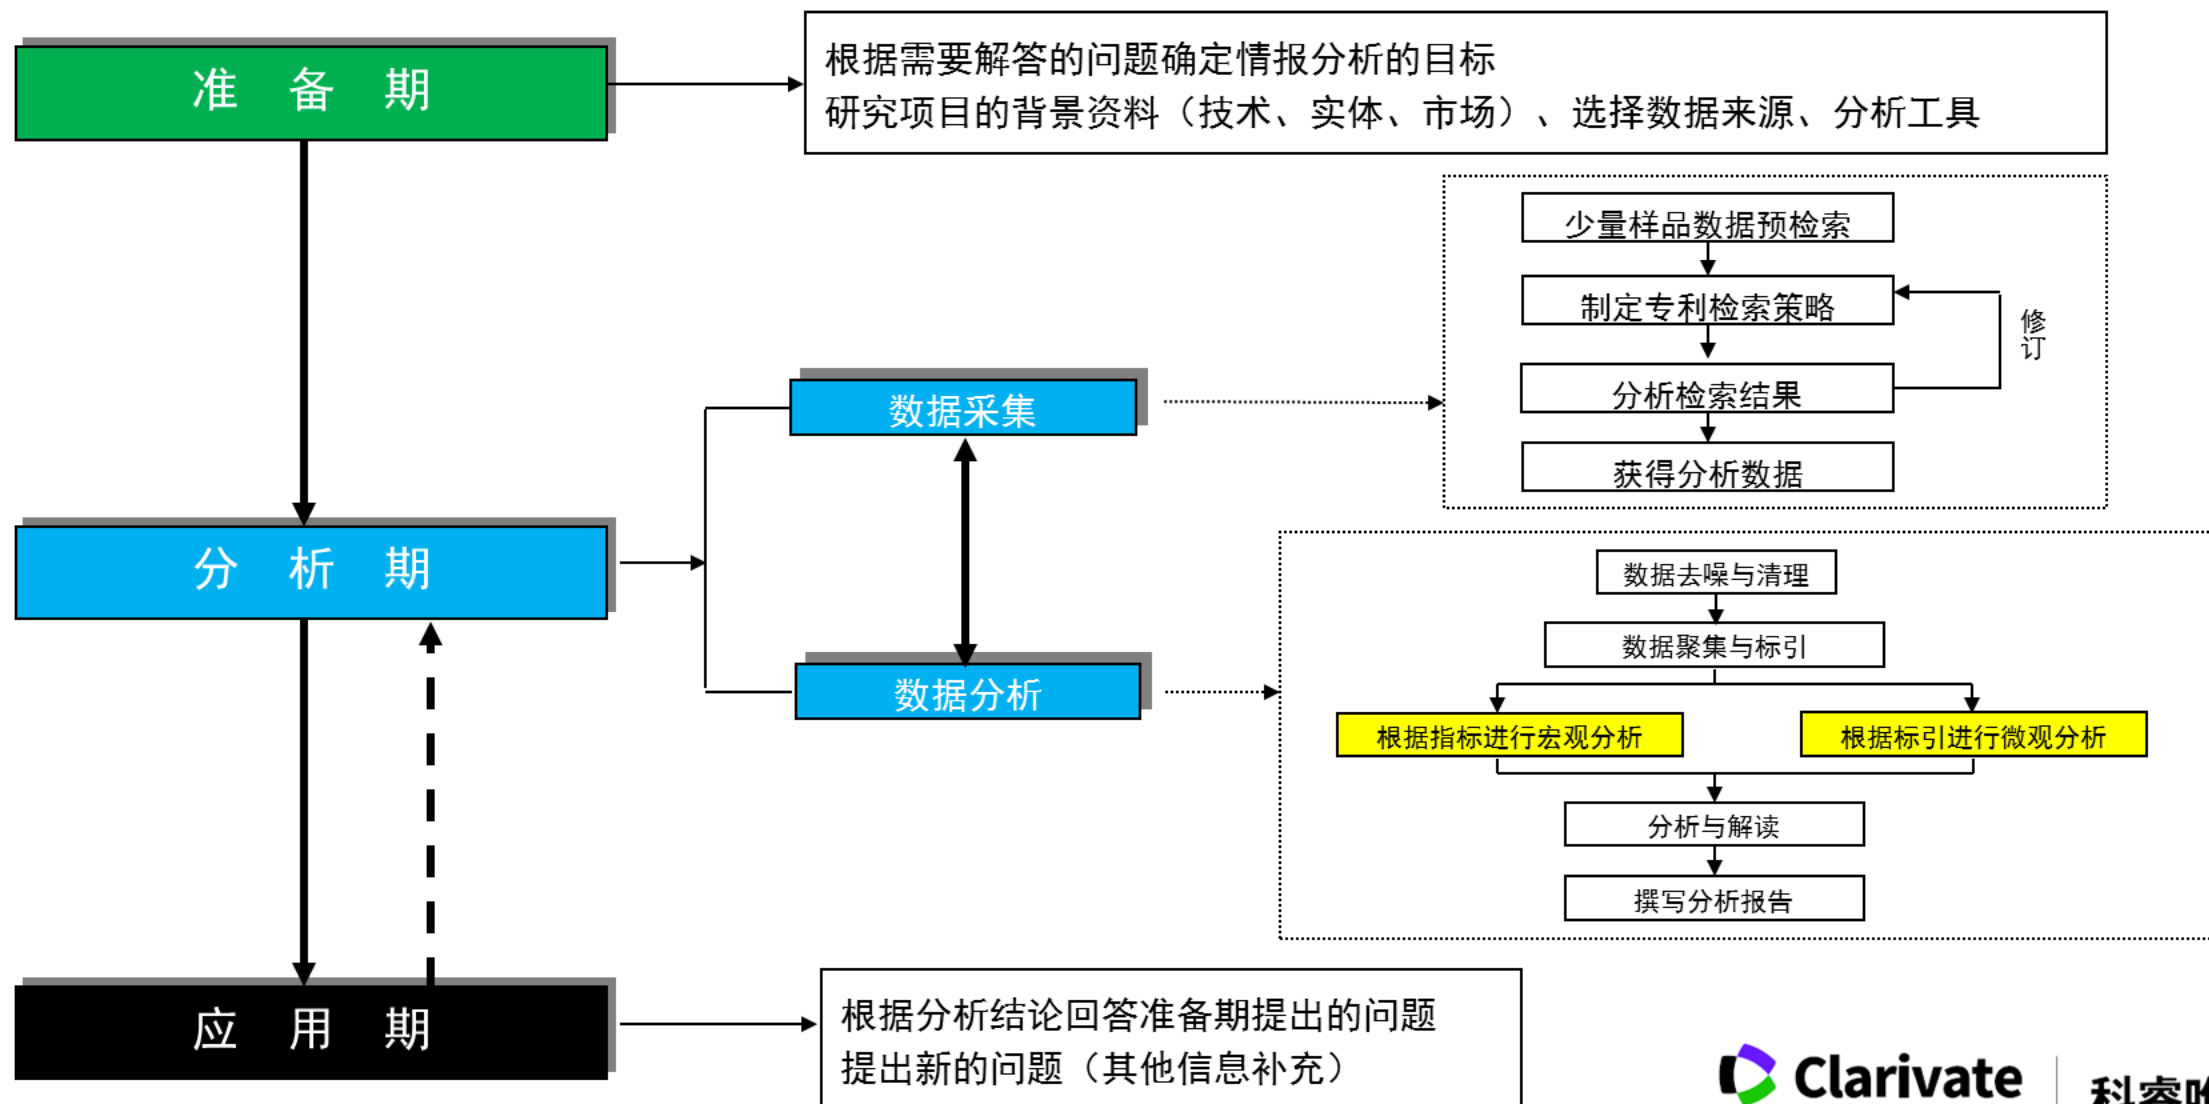 准备期
根据需要解答的问题确定情报分析的目标
研究项目的背景资料（技术、实体、市场）、选择数据来源、分析工具
少量样品数据预检索
制定专利检索策略
修订
分析检索结果
获得分析数据
数据采集
分析期
数据分析
数据去噪与清理
数据聚集与标引
根据指标进行宏观分析
根据标引进行微观分析
分析与解读
撰写分析报告
应用期
根据分析结论回答准备期提出的问题
提出新的问题（其他信息补充）
Clarivate
科睿唯